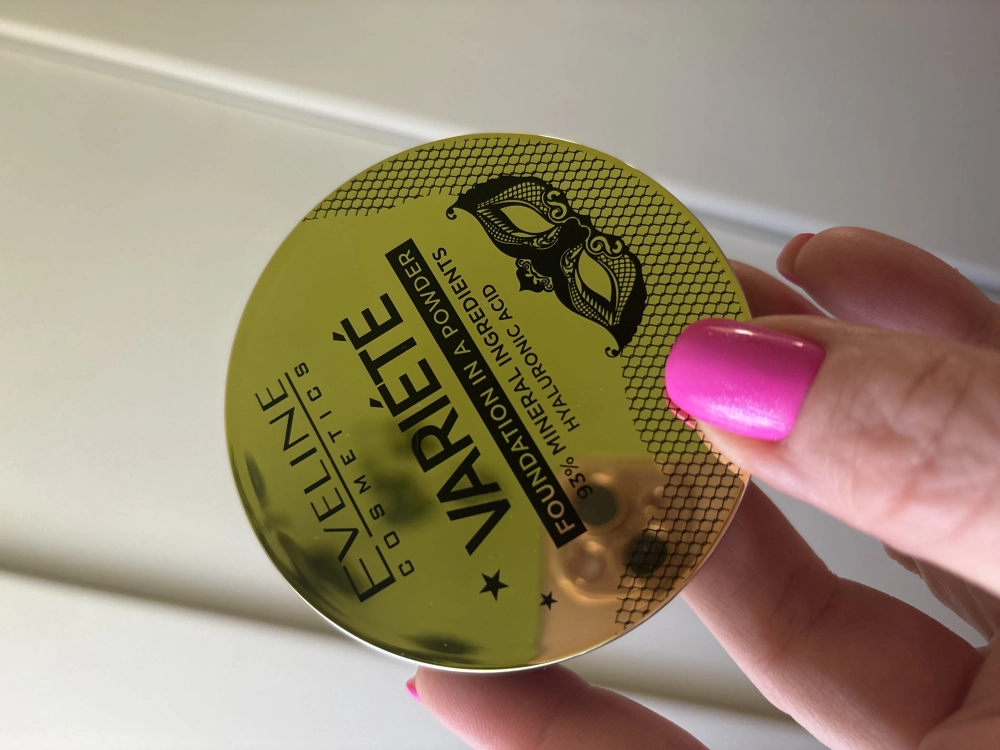 EVELINE
COSMETICS
VARIÉTÉ
FOUNDATION IN A POWDER
93% MINERAL INGREDIENTS
HYALURONIC ACID